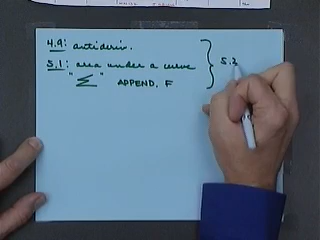 4.9: antideriv.
5.1: area under a curve
"Σ" APPEND. F
5.2